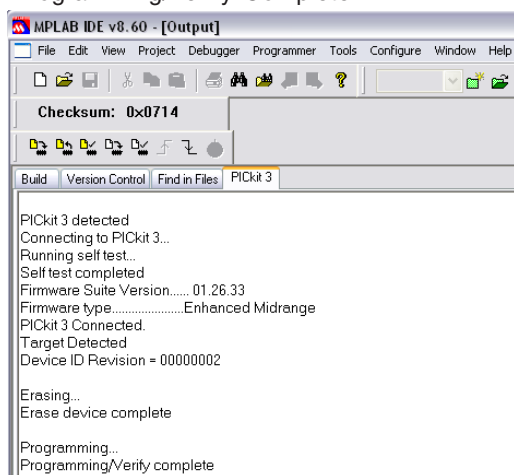 MPLAB IDE v8.60 - [Output]
File Edit View Project Debugger Programmer Tools Configure Window Help
Checksum: 0x0714
Build Version Control Find in Files PICkit 3
PICkit 3 detected
Connecting to PICkit 3...
Running self test...
Self test completed
Firmware Suite Version...... 01.26.33
Firmware type......................Enhanced Midrange
PICkit 3 Connected.
Target Detected
Device ID Revision = 00000002
Erasing...
Erase device complete
Programming...
Programming/Verify complete